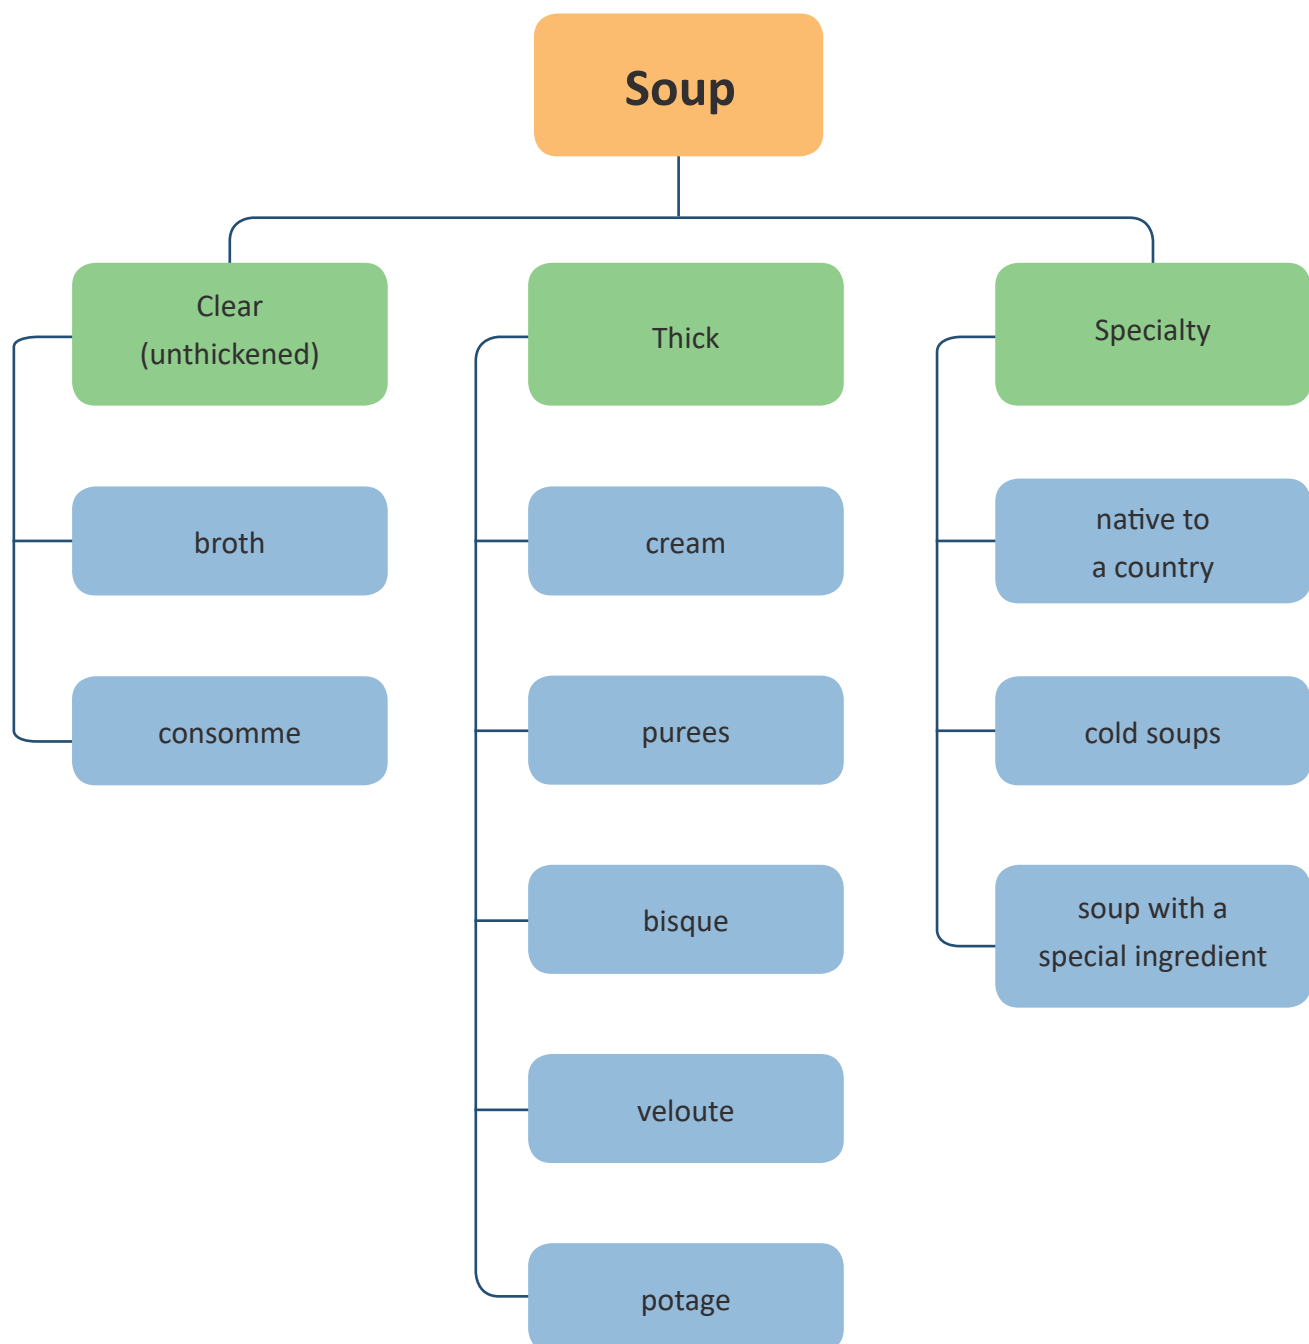 Soup
Clear
(unthickened)
broth
consomme
Thick
cream
purees
bisque
veloute
potage
Specialty
native to
a country
cold soups
soup with a
special ingredient